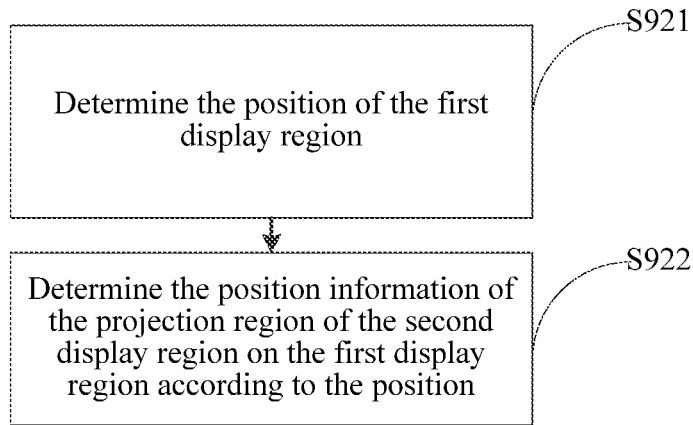 S921
Determine the position of the first
display region
S922
Determine the position information of
the projection region of the second
display region on the first display
region according to the position